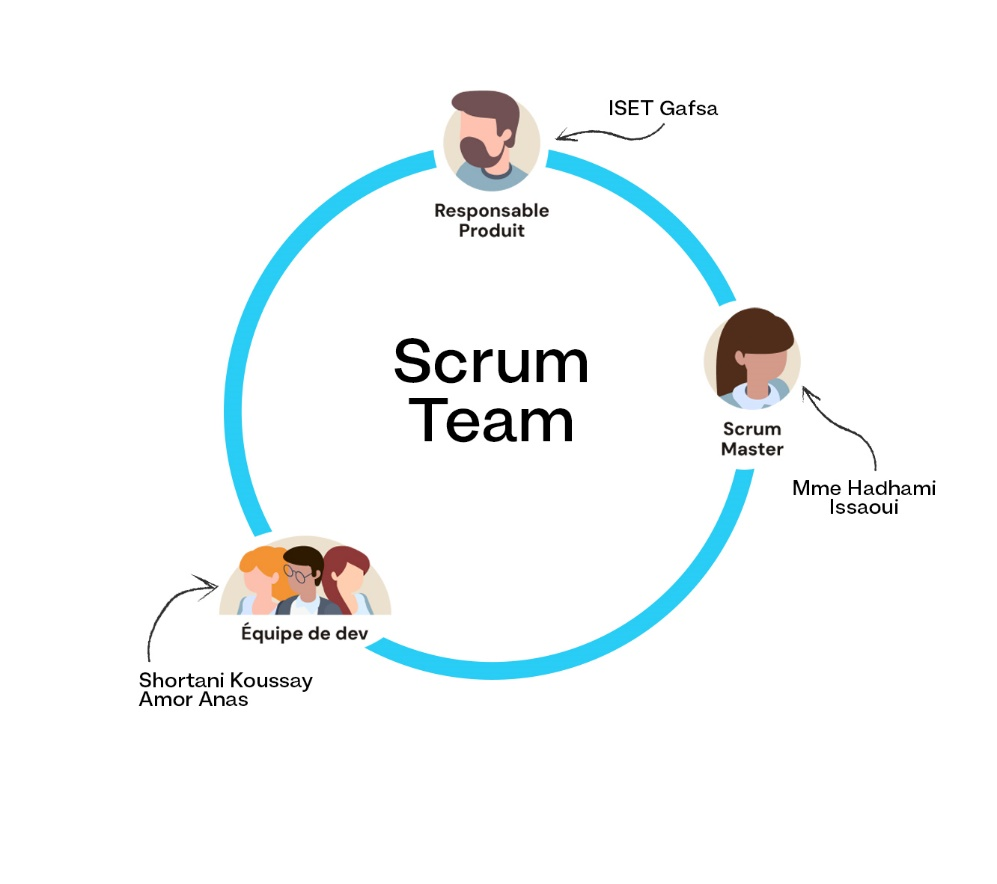 ISET Gafsa
Responsable
Produit
Scrum
Team
Scrum
Master
Mme Hadhami
Issaoui
Équipe de dev
Shortani Koussay
Amor Anas